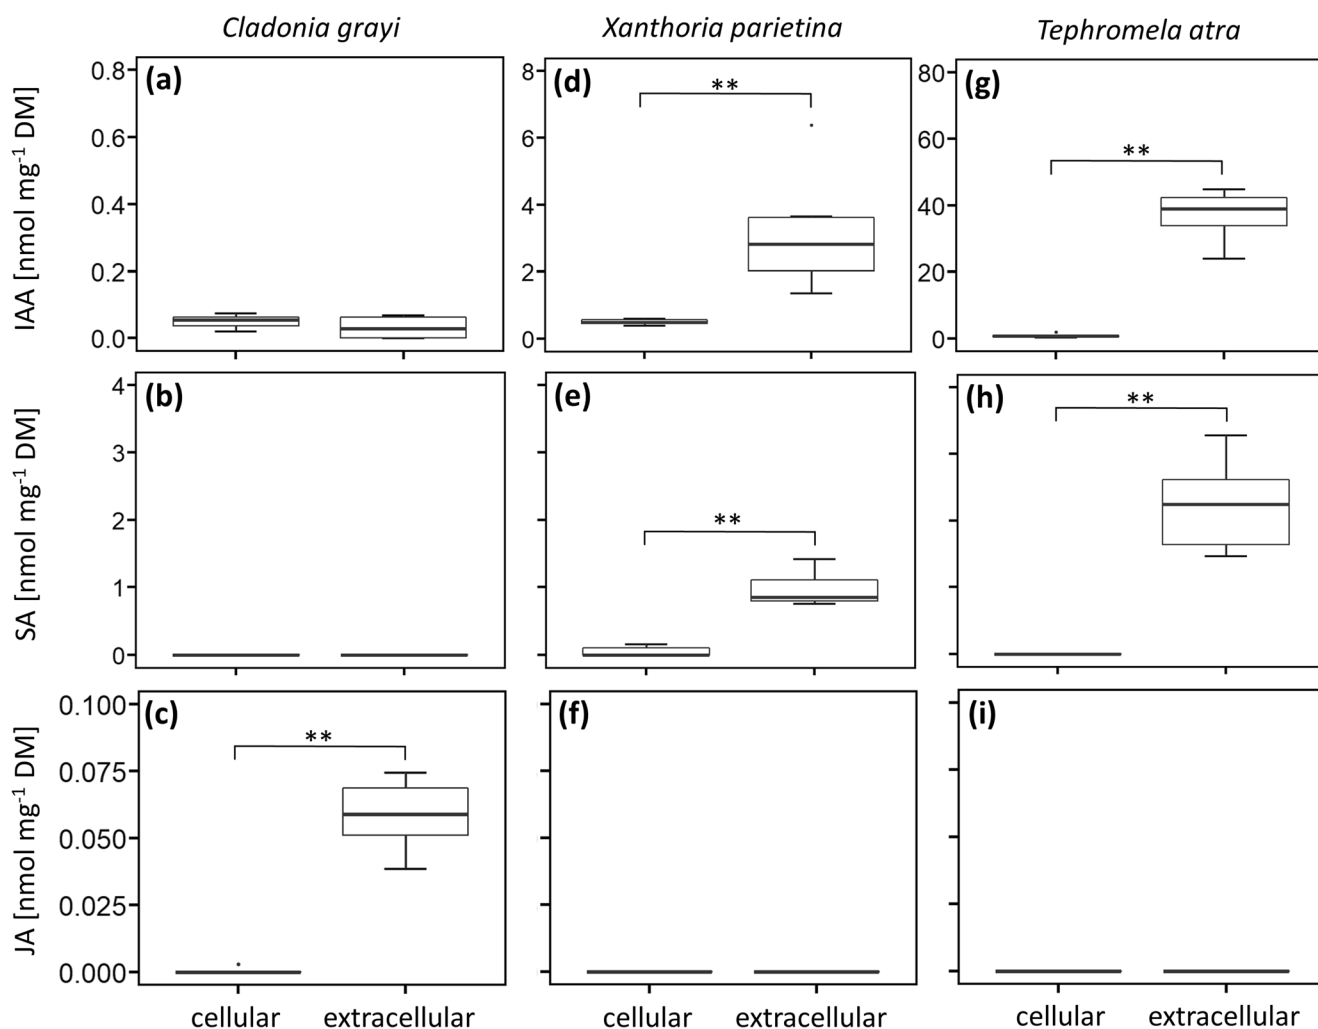 Cladonia grayi Xanthoria parietina Tephromela atra
IAA [nmol mg⁻¹ DM]
(a)
0.8
0.6
0.4
0.2
0.0
(d)
**
8
6
4
2
0
(g)
**
80
60
40
20
0
SA [nmol mg⁻¹ DM]
(b)
4
3
2
1
0
(e)
**
(h)
**
JA [nmol mg⁻¹ DM]
(c)
**
0.100
0.075
0.050
0.025
0.000
(f)
(i)
cellular extracellular cellular extracellular cellular extracellular